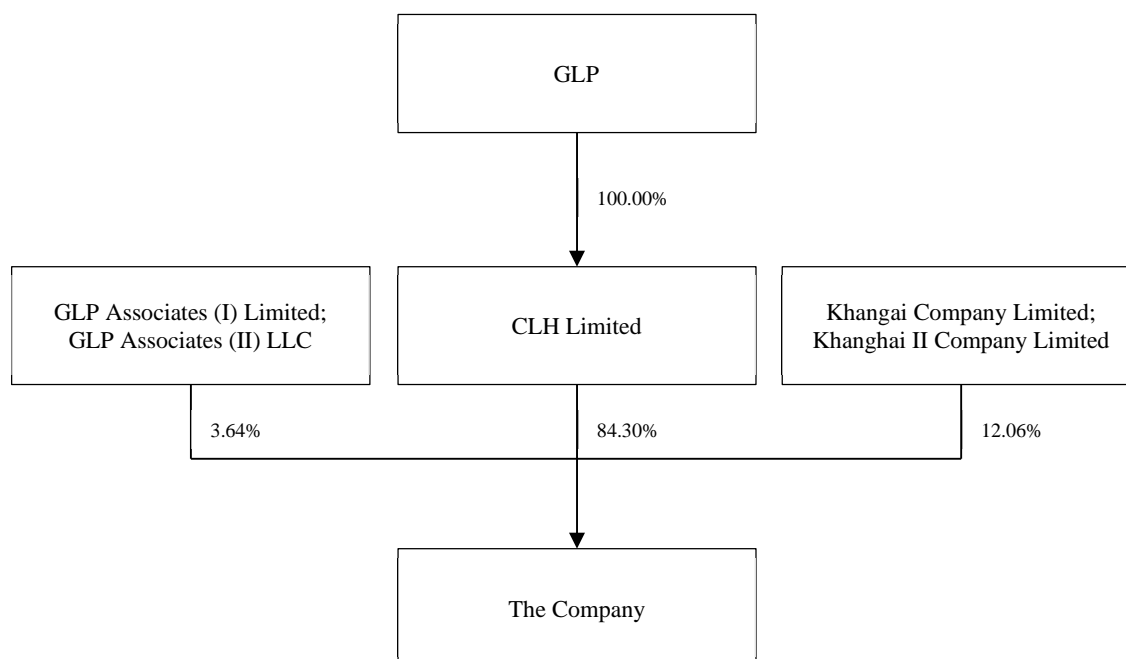 GLP
100.00%
GLP Associates (I) Limited;
GLP Associates (II) LLC
CLH Limited
Khangai Company Limited;
Khanghai II Company Limited
3.64%
84.30%
12.06%
The Company